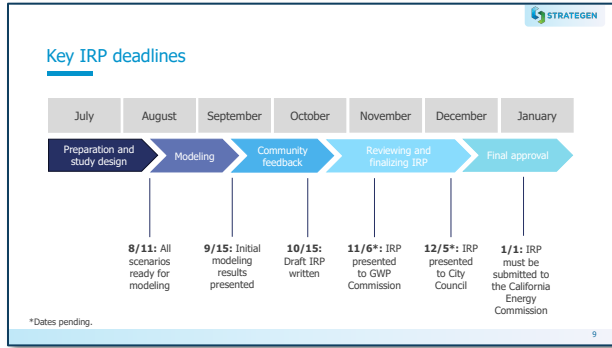 STRATEGEN
Key IRP deadlines
July
August
September
October
November
December
January
Preparation and
study design
Modeling
Community
feedback
Reviewing and
finalizing IRP
Final approval
8/11: All
scenarios
ready for
modeling
9/15: Initial
modeling
results
presented
10/15:
Draft IRP
written
11/6*: IRP
presented
to GWP
Commission
12/5*: IRP
presented
to City
Council
1/1: IRP
must be
submitted to
the California
Energy
Commission
*Dates pending.
9